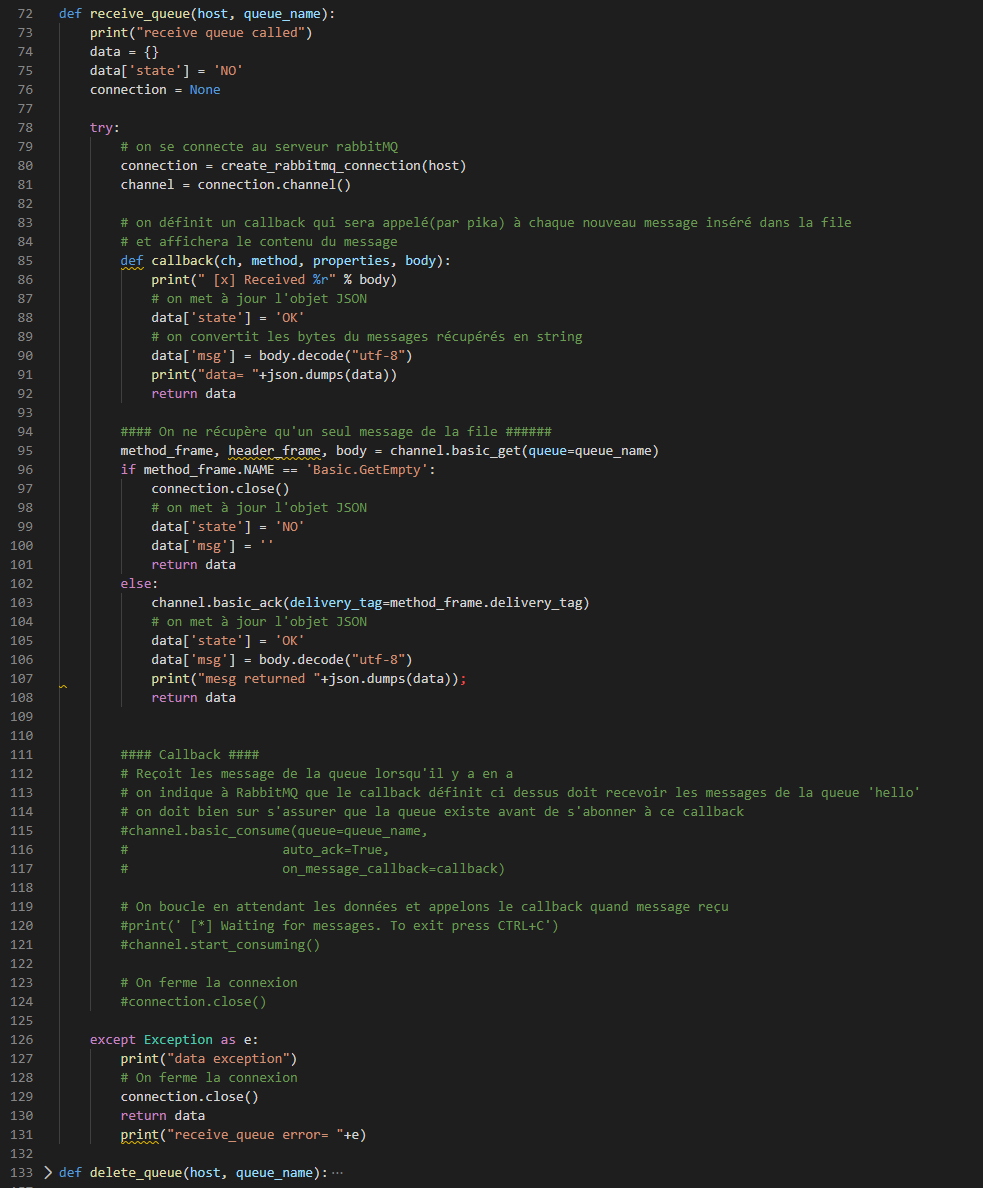 72 def receive_queue(host, queue_name):
73     print("receive queue called")
74     data = {}
75     data['state'] = 'NO'
76     connection = None
77
78     try:
79         # on se connecte au serveur rabbitMQ
80         connection = create_rabbitmq_connection(host)
81         channel = connection.channel()
82
83         # on définit un callback qui sera appelé(par pika) à chaque nouveau message inséré dans la file
84         # et affichera le contenu du message
85         def callback(ch, method, properties, body):
86             print(" [x] Received %r" % body)
87             # on met à jour l'objet JSON
88             data['state'] = 'OK'
89             # on convertit les bytes du messages récupérés en string
90             data['msg'] = body.decode("utf-8")
91             print("data= "+json.dumps(data))
92             return data
93
94         #### On ne récupère qu'un seul message de la file ######
95         method_frame, header_frame, body = channel.basic_get(queue=queue_name)
96         if method_frame.NAME == 'Basic.GetEmpty':
97             connection.close()
98             # on met à jour l'objet JSON
99             data['state'] = 'NO'
100             data['msg'] = ''
101             return data
102         else:
103             channel.basic_ack(delivery_tag=method_frame.delivery_tag)
104             # on met à jour l'objet JSON
105             data['state'] = 'OK'
106             data['msg'] = body.decode("utf-8")
107             print("mesg returned "+json.dumps(data));
108             return data
109
110
111         #### Callback ####
112         # Reçoit les message de la queue lorsqu'il y a en a
113         # on indique à RabbitMQ que le callback définit ci dessus doit recevoir les messages de la queue 'hello'
114         # on doit bien sur s'assurer que la queue existe avant de s'abonner à ce callback
115         #channel.basic_consume(queue=queue_name,
116         #                    auto_ack=True,
117         #                    on_message_callback=callback)
118
119         # On boucle en attendant les données et appelons le callback quand message reçu
120         #print(' [*] Waiting for messages. To exit press CTRL+C')
121         #channel.start_consuming()
122
123         # On ferme la connexion
124         #connection.close()
125
126     except Exception as e:
127         print("data exception")
128         # On ferme la connexion
129         connection.close()
130         return data
131         print("receive_queue error= "+e)
132
133 > def delete_queue(host, queue_name): ···